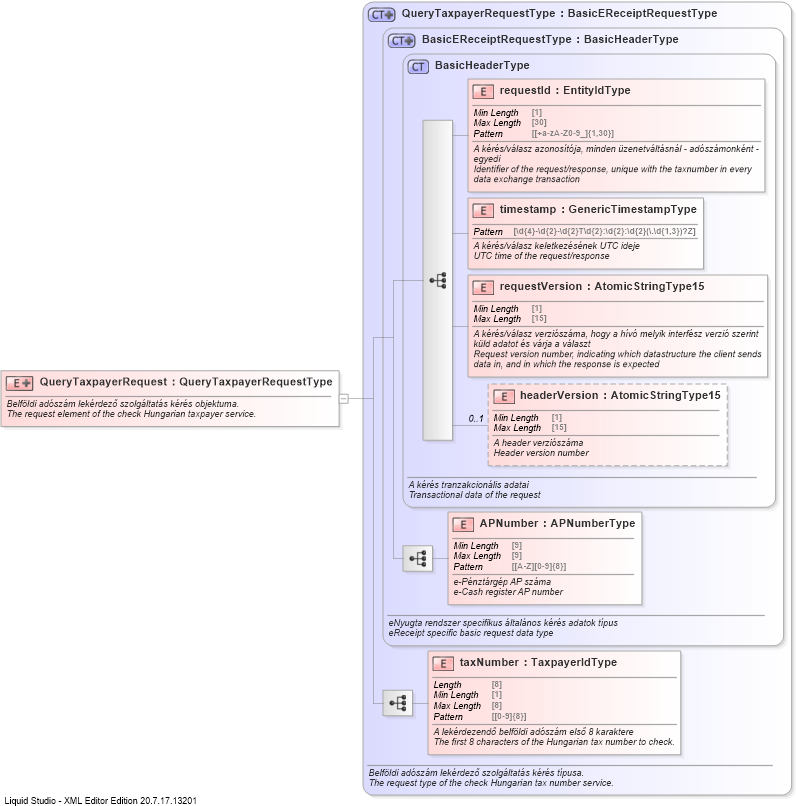 CT QueryTaxpayerRequestType : BasicEReceiptRequestType
CT BasicEReceiptRequestType : BasicHeaderType
CT BasicHeaderType
E requestId : EntityIdType
Min Length [1]
Max Length [30]
Pattern [[+a-zA-Z0-9_]{1,30}]
A kérés/válasz azonosítója, minden üzenetváltásnál - adószámonként -
egyedi
Identifier of the request/response, unique with the taxnumber in every
data exchange transaction
E timestamp : GenericTimestampType
Pattern [\d{4}-\d{2}-\d{2}T\d{2}:\d{2}:\d{2}(\.\d{1,3})?Z]
A kérés/válasz keletkezésének UTC ideje
UTC time of the request/response
E requestVersion : AtomicStringType15
Min Length [1]
Max Length [15]
A kérés/válasz verziószáma, hogy a hívó melyik interfész verzió szerint
küld adatot és várja a választ
Request version number, indicating which datastructure the client sends
data in, and in which the response is expected
E QueryTaxpayerRequest : QueryTaxpayerRequestType
Belföldi adószám lekérdező szolgáltatás kérés objektuma.
The request element of the check Hungarian taxpayer service.
0..1
E headerVersion : AtomicStringType15
Min Length [1]
Max Length [15]
A header verziószáma
Header version number
A kérés tranzakcionális adatai
Transactional data of the request
E APNumber : APNumberType
Min Length [9]
Max Length [9]
Pattern [[A-Z][0-9]{8}]
e-Pénztárgép AP száma
e-Cash register AP number
eNyugta rendszer specifikus általános kérés adatok típus
eReceipt specific basic request data type
E taxNumber : TaxpayerIdType
Length [8]
Min Length [1]
Max Length [8]
Pattern [[0-9]{8}]
A lekérdezendő belföldi adószám első 8 karaktere
The first 8 characters of the Hungarian tax number to check.
Belföldi adószám lekérdező szolgáltatás kérés típusa.
The request type of the check Hungarian tax number service.
Liquid Studio - XML Editor Edition 20.7.17.13201